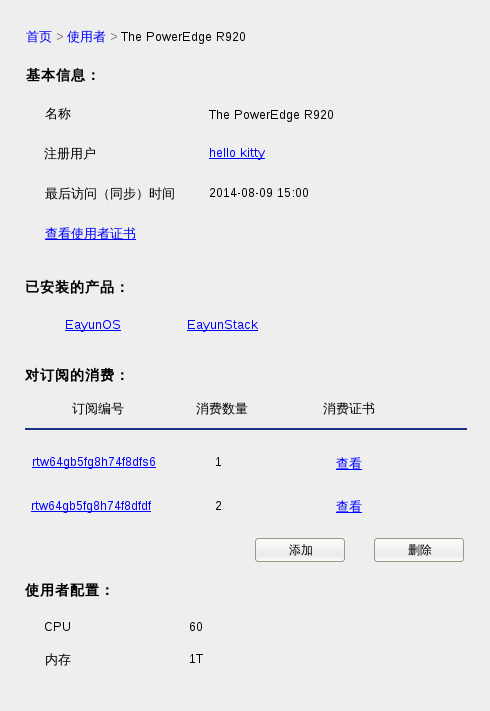 首页 > 使用者 > The PowerEdge R920
基本信息：
名称 The PowerEdge R920
注册用户 hello kitty
最后访问（同步）时间 2014-08-09 15:00
查看使用者证书
已安装的产品：
EayunOS EayunStack
对订阅的消费：
订阅编号 消费数量 消费证书
rtw64gb5fg8h74f8dfs6 1 查看
rtw64gb5fg8h74f8dfdf 2 查看
添加 删除
使用者配置：
CPU 60
内存 1T